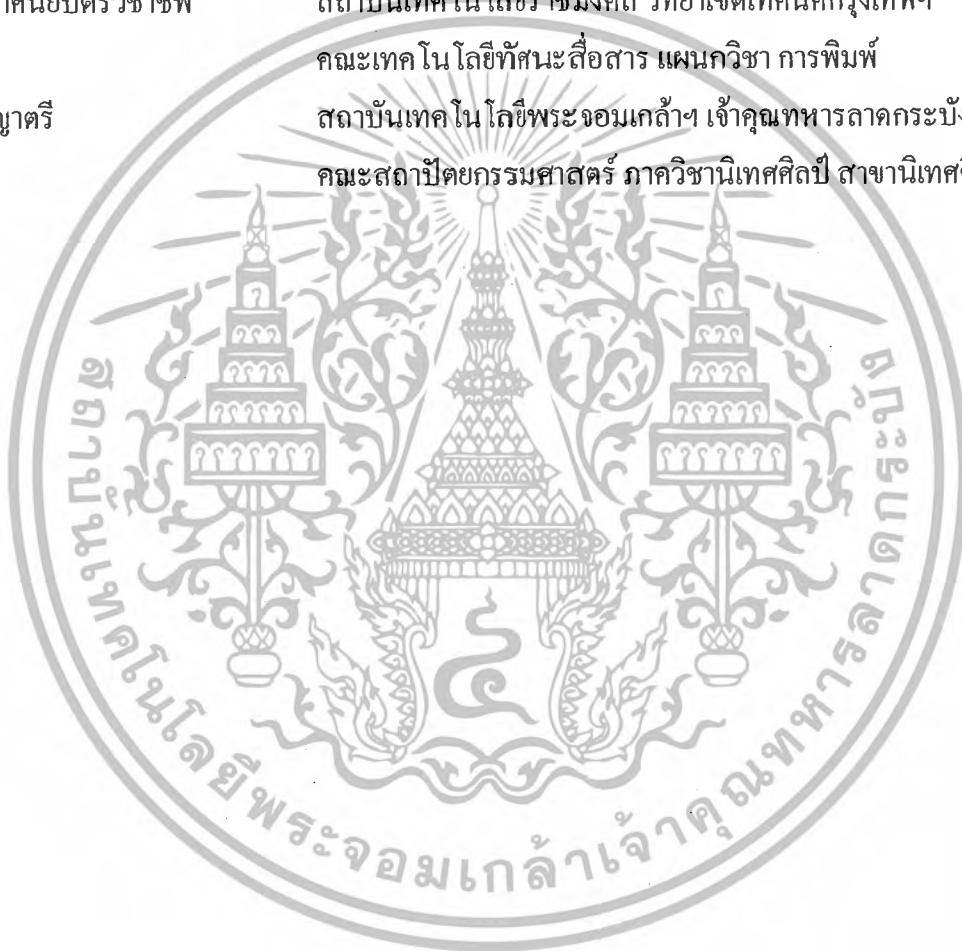 สถาบันเทคโนโลยีราชมงคล วิทยาเขตเทคนิคกรุงเทพฯ
คณะเทคโนโลยีทัศนะสื่อสาร แผนกวิชา การพิมพ์
สถาบันเทคโนโลยีพระจอมเกล้าฯ เจ้าคุณทหารลาดกระบัง
คณะสถาปัตยกรรมศาสตร์ ภาควิชานิเทศศิลป์
สถาบันเทคโนโลยีพระจอมเกล้าเจ้าคุณทหารลาดกระบัง
๔